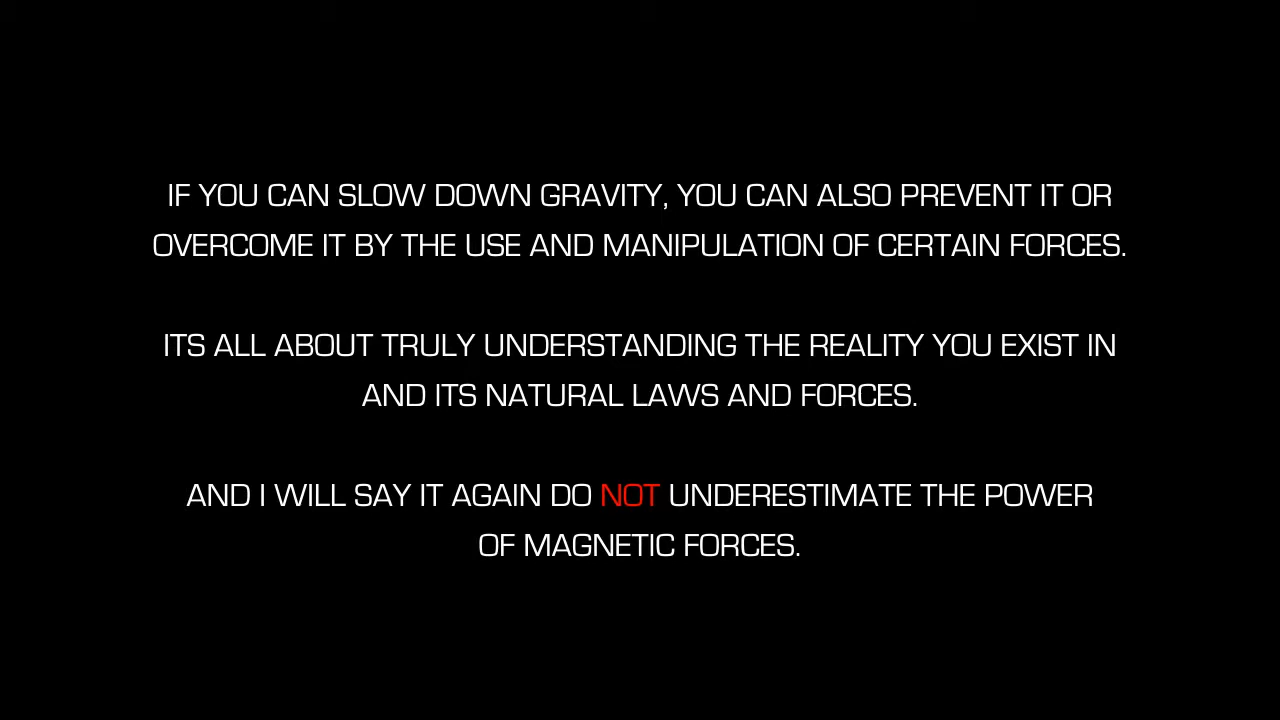 IF YOU CAN SLOW DOWN GRAVITY, YOU CAN ALSO PREVENT IT OR
OVERCOME IT BY THE USE AND MANIPULATION OF CERTAIN FORCES.
ITS ALL ABOUT TRULY UNDERSTANDING THE REALITY YOU EXIST IN
AND ITS NATURAL LAWS AND FORCES.
AND I WILL SAY IT AGAIN DO NOT UNDERESTIMATE THE POWER
OF MAGNETIC FORCES.